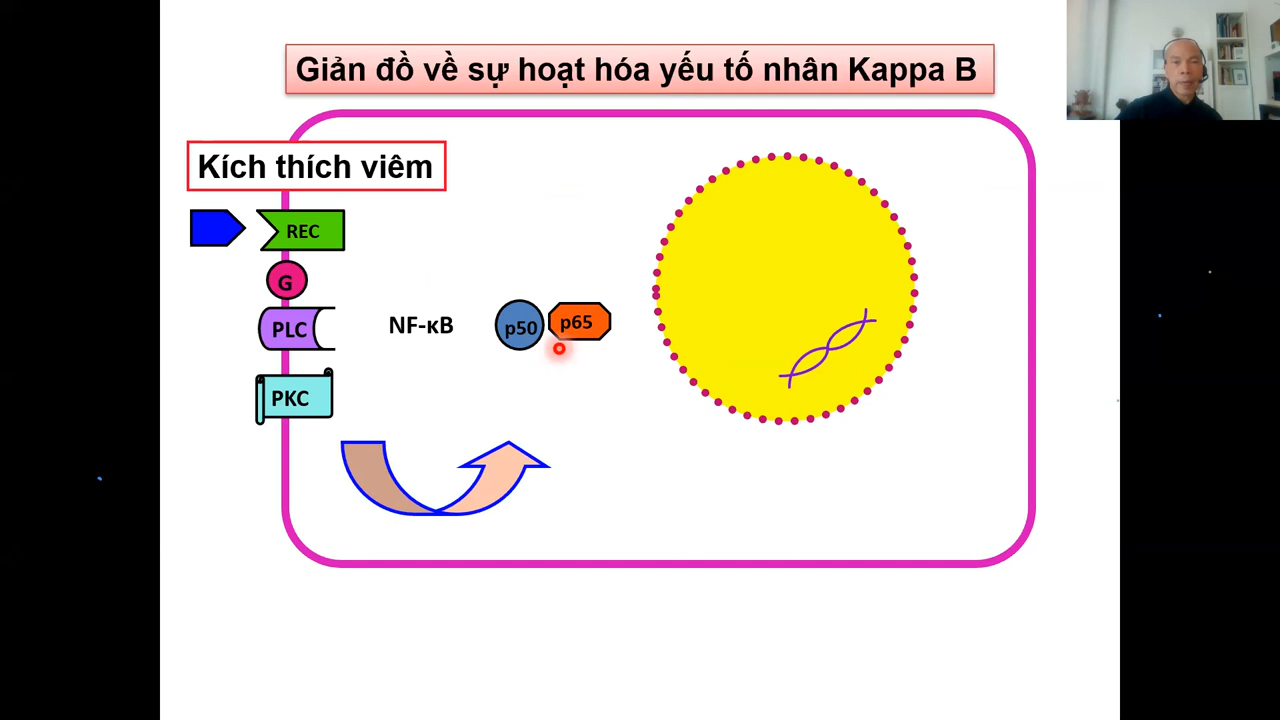 Giản đồ về sự hoạt hóa yếu tố nhân Kappa B
Kích thích viêm
REC
G
PLC
NF-κB
p50
p65
PKC